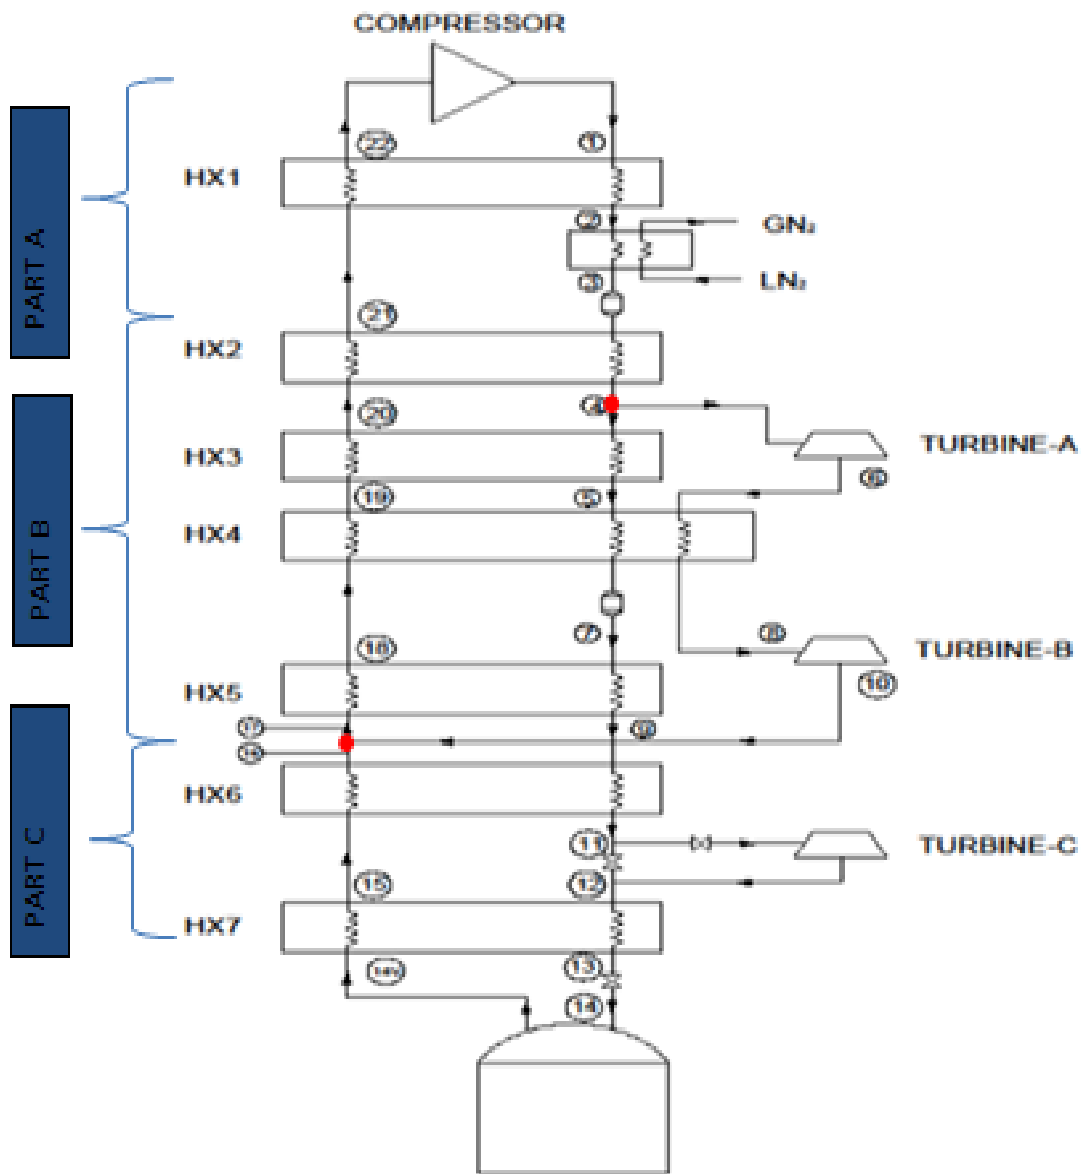 COMPRESSOR
PART A
22
1
HX1
2
GN₂
3
LN₂
21
HX2
4
20
TURBINE-A
HX3
6
19
5
HX4
PART B
7
8
TURBINE-B
18
10
HX5
17
9
16
HX6
PART C
11
TURBINE-C
15
12
HX7
13
14